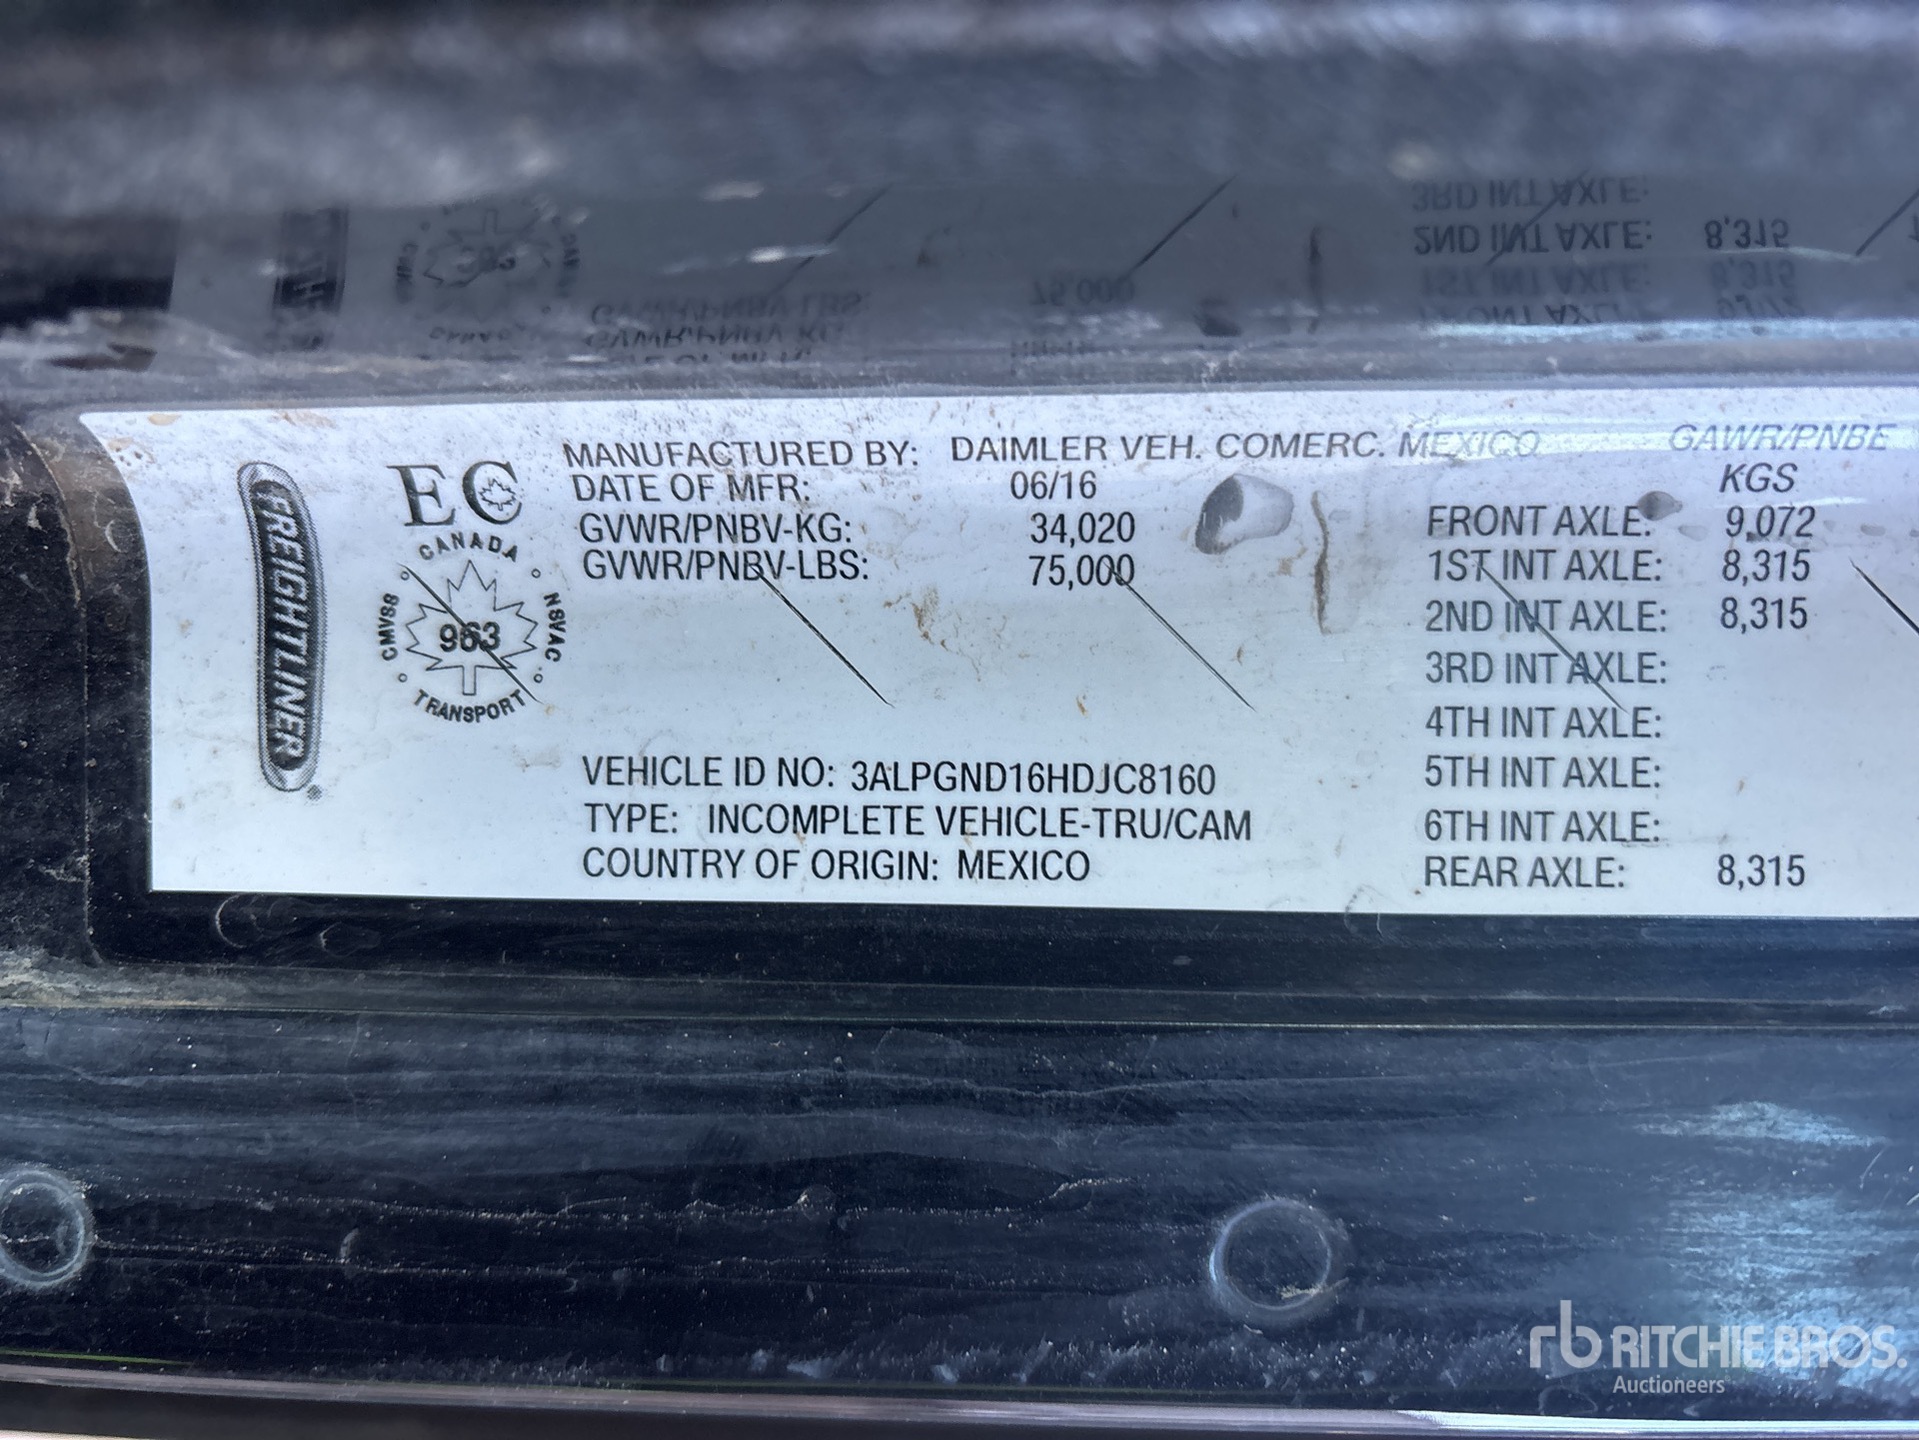 FREIGHTLINER
EC
CANADA
CMVSS 963 NSVAC
TRANSPORT
MANUFACTURED BY: DAIMLER VEH. COMERC. MEXICO
DATE OF MFR: 06/16
GVWR/PNBV-KG: 34,020
GVWR/PNBV-LBS: 75,000
VEHICLE ID NO: 3ALPGND16HDJC8160
TYPE: INCOMPLETE VEHICLE-TRU/CAM
COUNTRY OF ORIGIN: MEXICO
GAWR/PNBE
KGS
FRONT AXLE: 9,072
1ST INT AXLE: 8,315
2ND INT AXLE: 8,315
3RD INT AXLE:
4TH INT AXLE:
5TH INT AXLE:
6TH INT AXLE:
REAR AXLE: 8,315
rb RITCHIE BROS.
Auctioneers